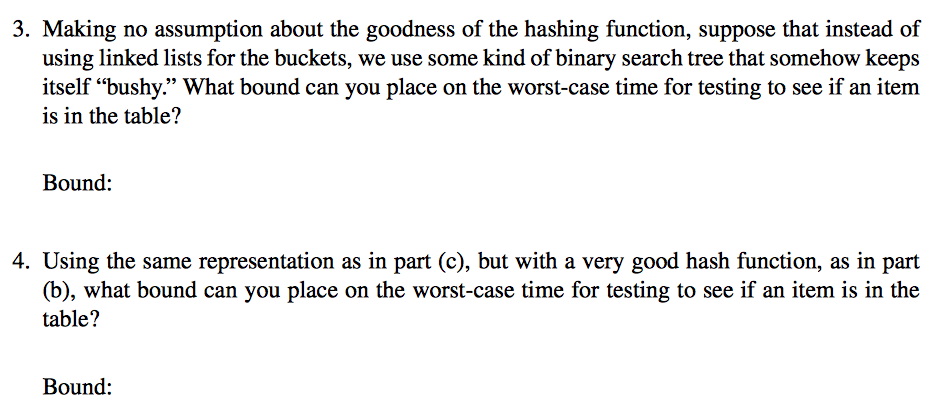 3. Making no assumption about the goodness of the hashing function, suppose that instead of
using linked lists for the buckets, we use some kind of binary search tree that somehow keeps
itself “bushy.” What bound can you place on the worst-case time for testing to see if an item
is in the table?
Bound:
4. Using the same representation as in part (c), but with a very good hash function, as in part
(b), what bound can you place on the worst-case time for testing to see if an item is in the
table?
Bound: